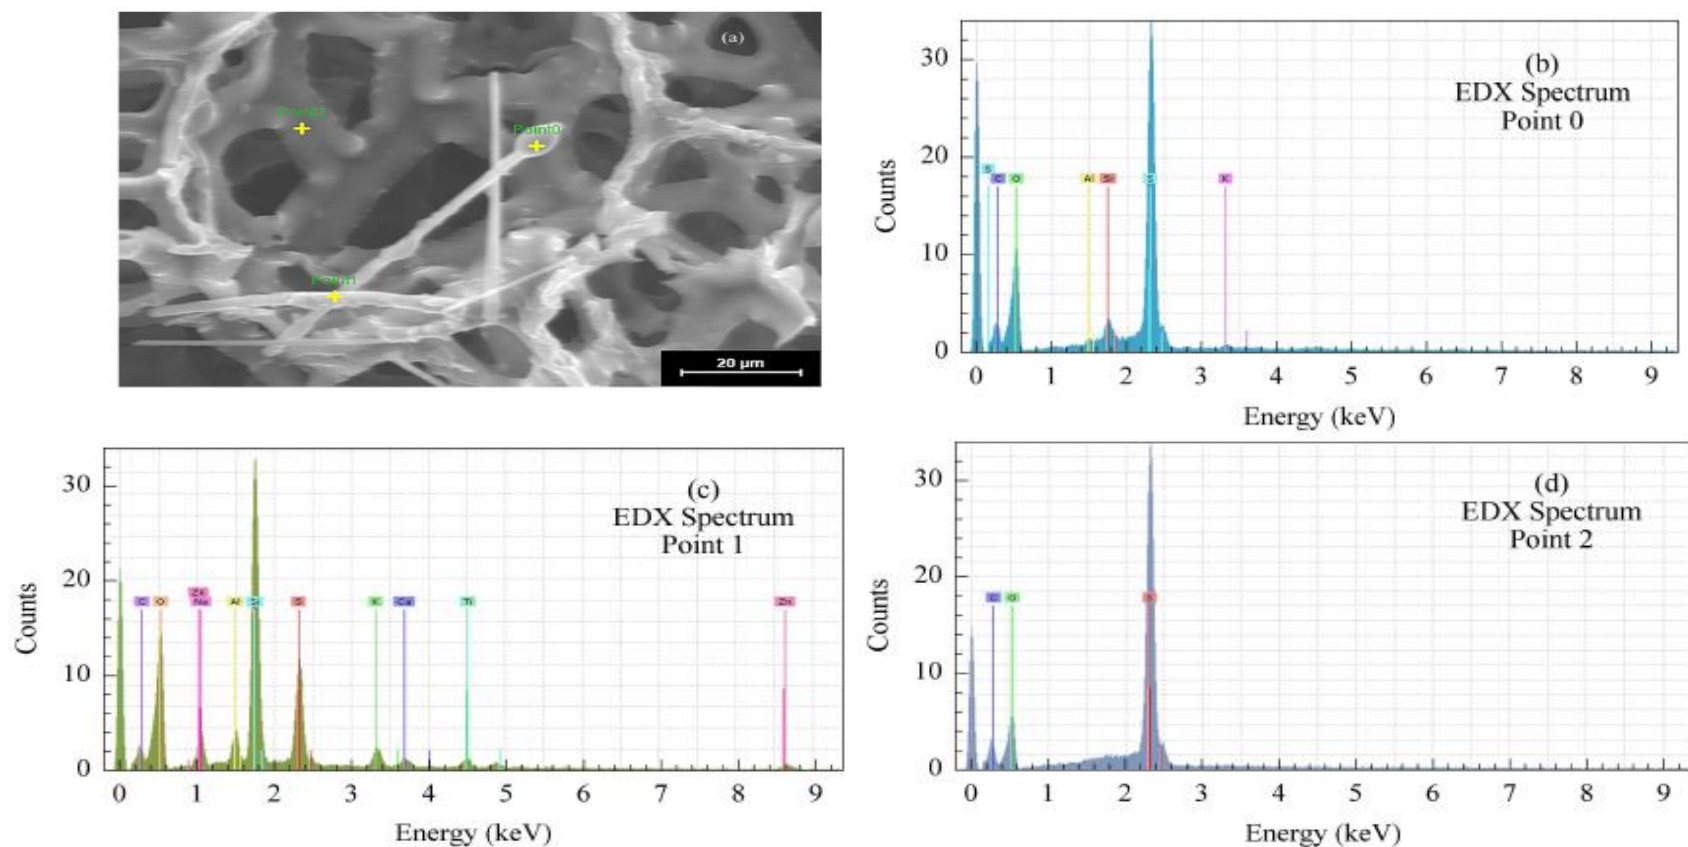 (a)
Point2
Point0
Point1
20 µm
(b)
EDX Spectrum
Point 0
Counts
30
20
10
0
S
C
O
Al
Si
S
K
0 1 2 3 4 5 6 7 8 9
Energy (keV)
(c)
EDX Spectrum
Point 1
Counts
30
20
10
0
C
O
Zn
Na
Al
Si
S
K
Ca
Ti
Zn
0 1 2 3 4 5 6 7 8 9
Energy (keV)
(d)
EDX Spectrum
Point 2
Counts
30
20
10
0
C
O
S
0 1 2 3 4 5 6 7 8 9
Energy (keV)